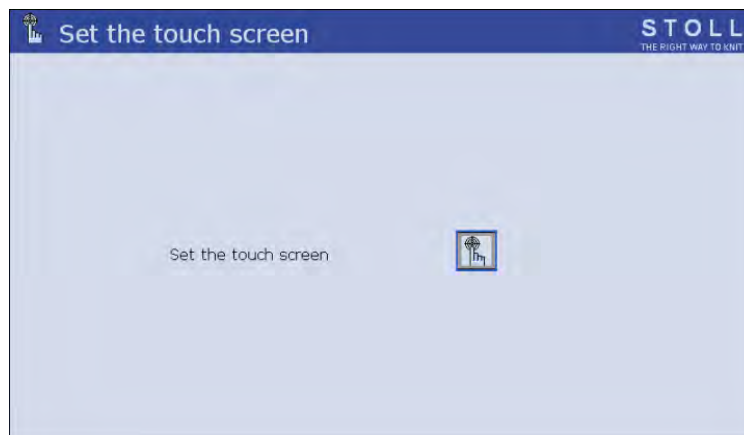 Set the touch screen
STOLL
THE RIGHT WAY TO KNIT
Set the touch screen